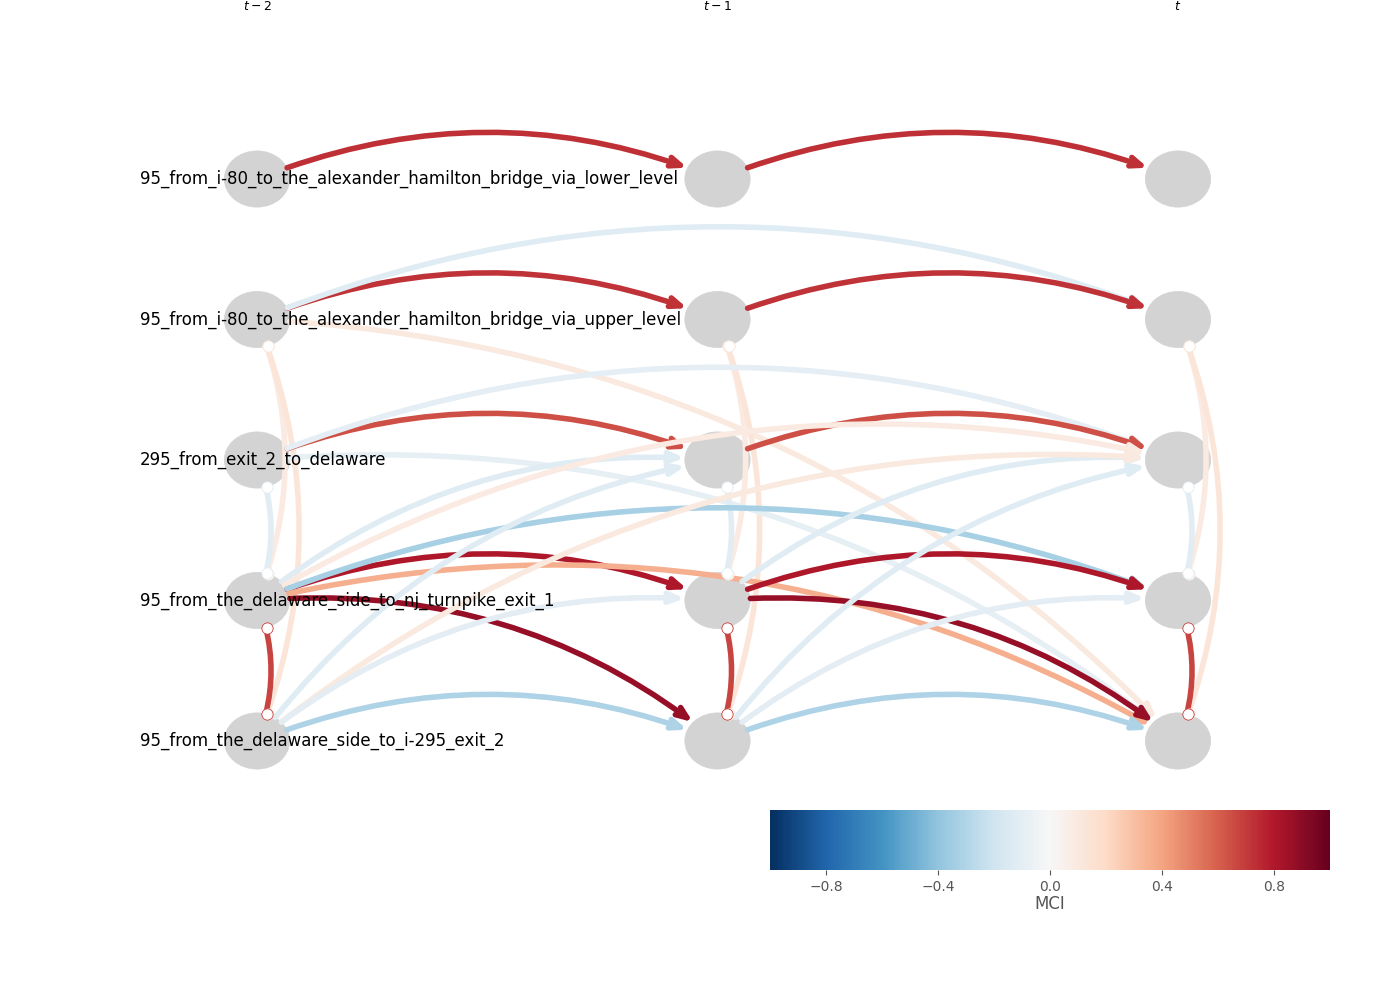 t − 2 t − 1 t
95_from_i-80_to_the_alexander_hamilton_bridge_via_lower_level
95_from_i-80_to_the_alexander_hamilton_bridge_via_upper_level
295_from_exit_2_to_delaware
95_from_the_delaware_side_to_nj_turnpike_exit_1
95_from_the_delaware_side_to_i-295_exit_2
−0.8 −0.4 0.0 0.4 0.8
MCI